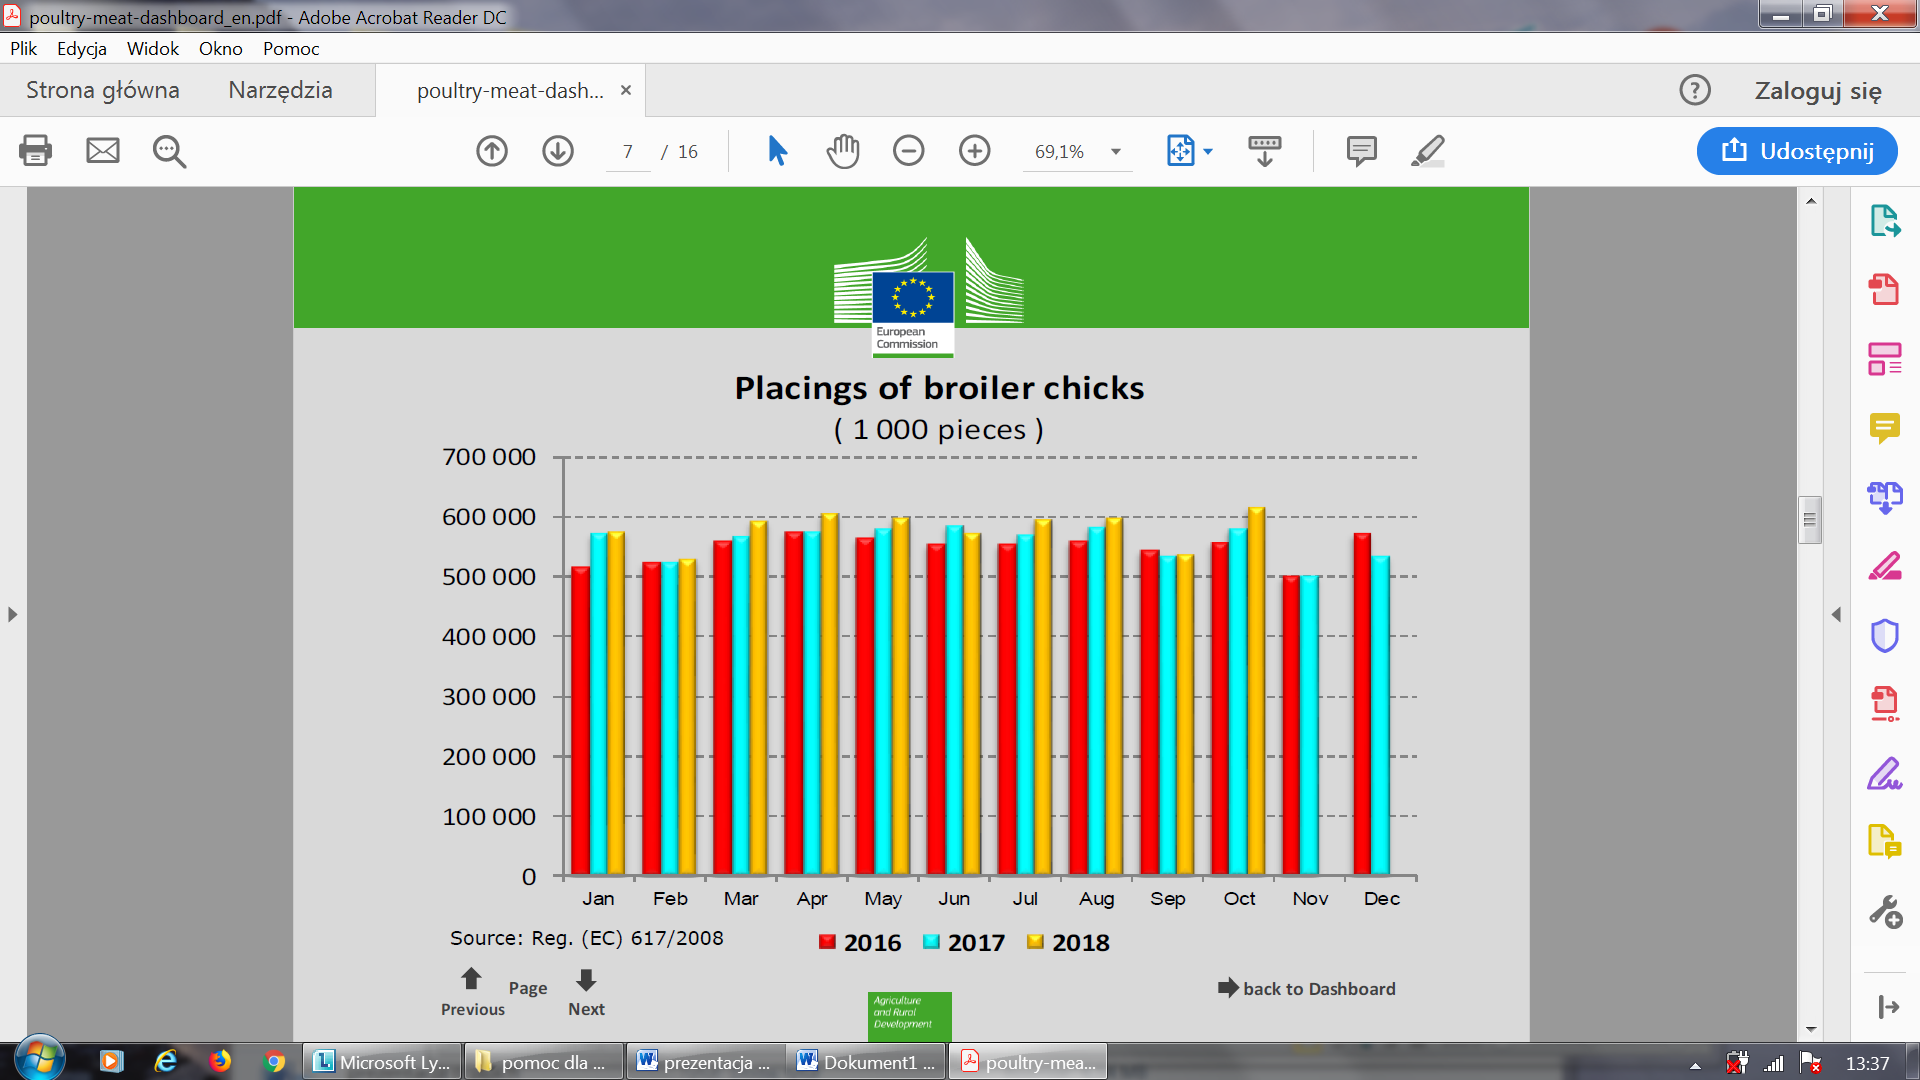 poultry-meat-dashboard_en.pdf - Adobe Acrobat Reader DC
Plik Edycja Widok Okno Pomoc
Strona główna Narzędzia poultry-meat-dash... × ? Zaloguj się
7 / 16 69,1% Udostępnij
European
Commission
Placings of broiler chicks
( 1 000 pieces )
700 000
600 000
500 000
400 000
300 000
200 000
100 000
0
Jan Feb Mar Apr May Jun Jul Aug Sep Oct Nov Dec
Source: Reg. (EC) 617/2008
2016 2017 2018
Previous Page Next
back to Dashboard
Agriculture
and Rural
Development
Microsoft Ly... pomoc dla ... prezentacja ... Dokument1 ... poultry-mea... 13:37